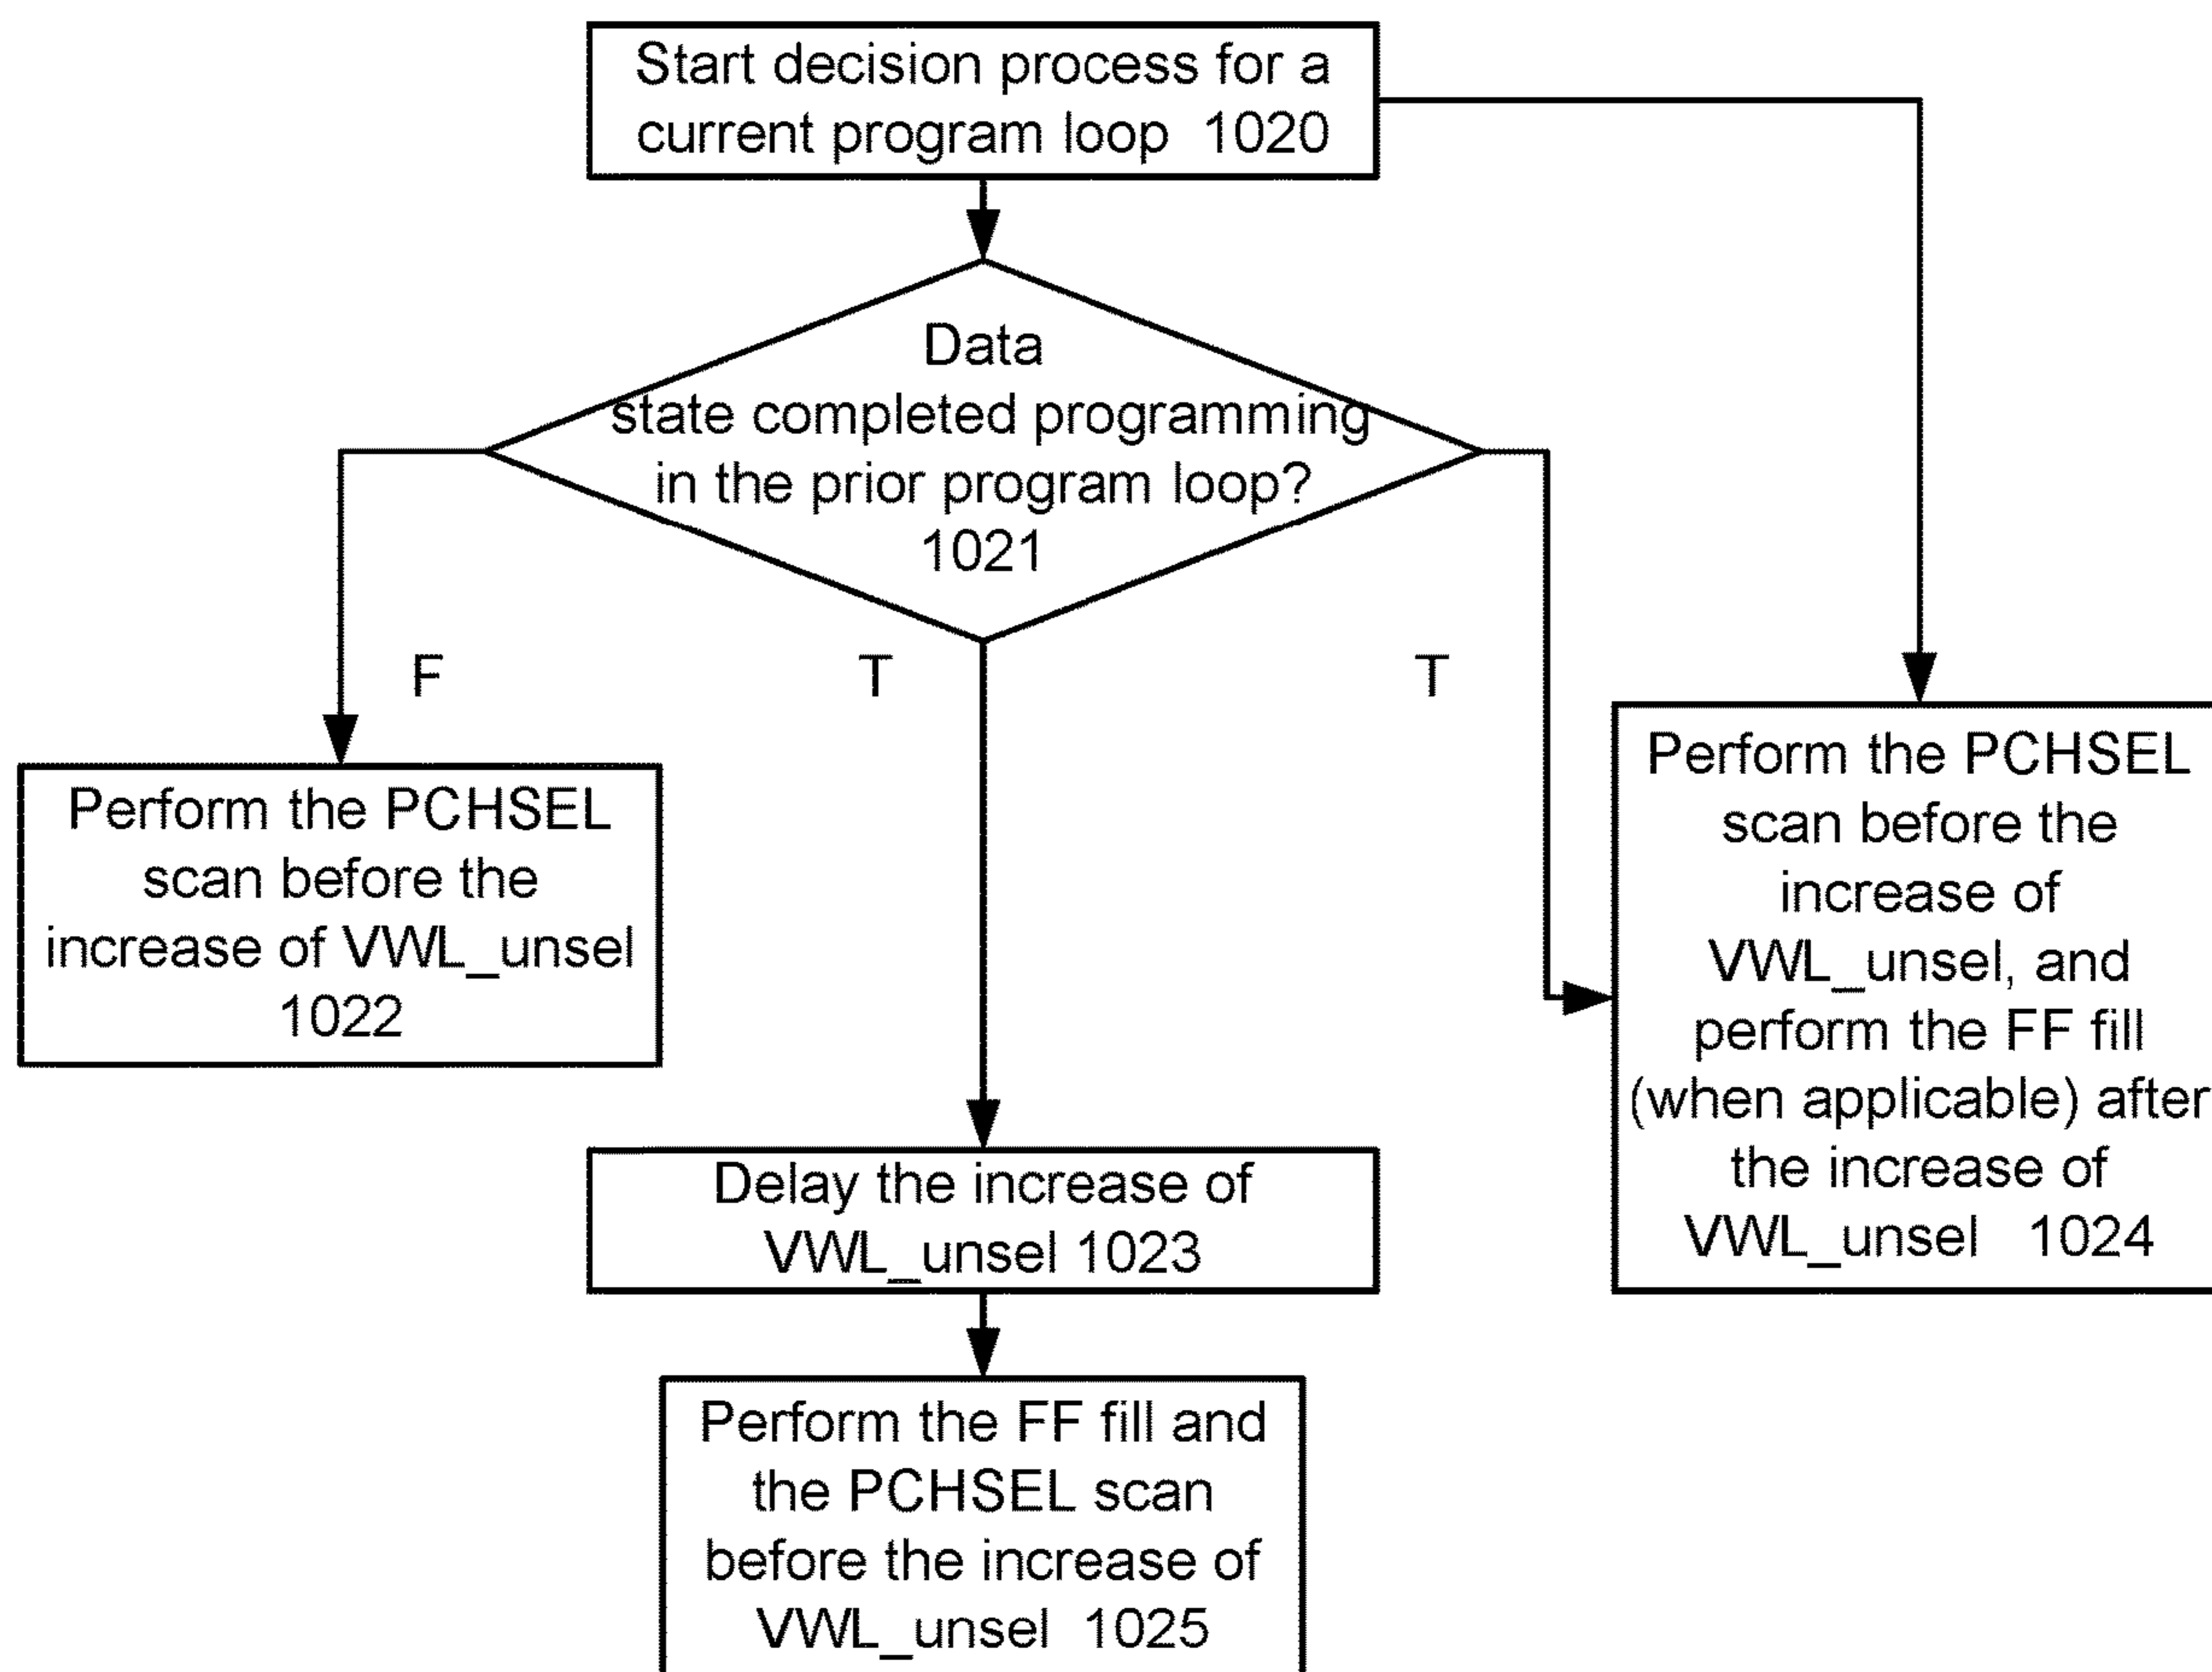 Start decision process for a
current program loop 1020
Data
state completed programming
in the prior program loop?
1021
F
T
T
Perform the PCHSEL
scan before the
increase of VWL_unsel
1022
Perform the PCHSEL
scan before the
increase of
VWL_unsel, and
perform the FF fill
(when applicable) after
the increase of
VWL_unsel 1024
Delay the increase of
VWL_unsel 1023
Perform the FF fill and
the PCHSEL scan
before the increase of
VWL_unsel 1025